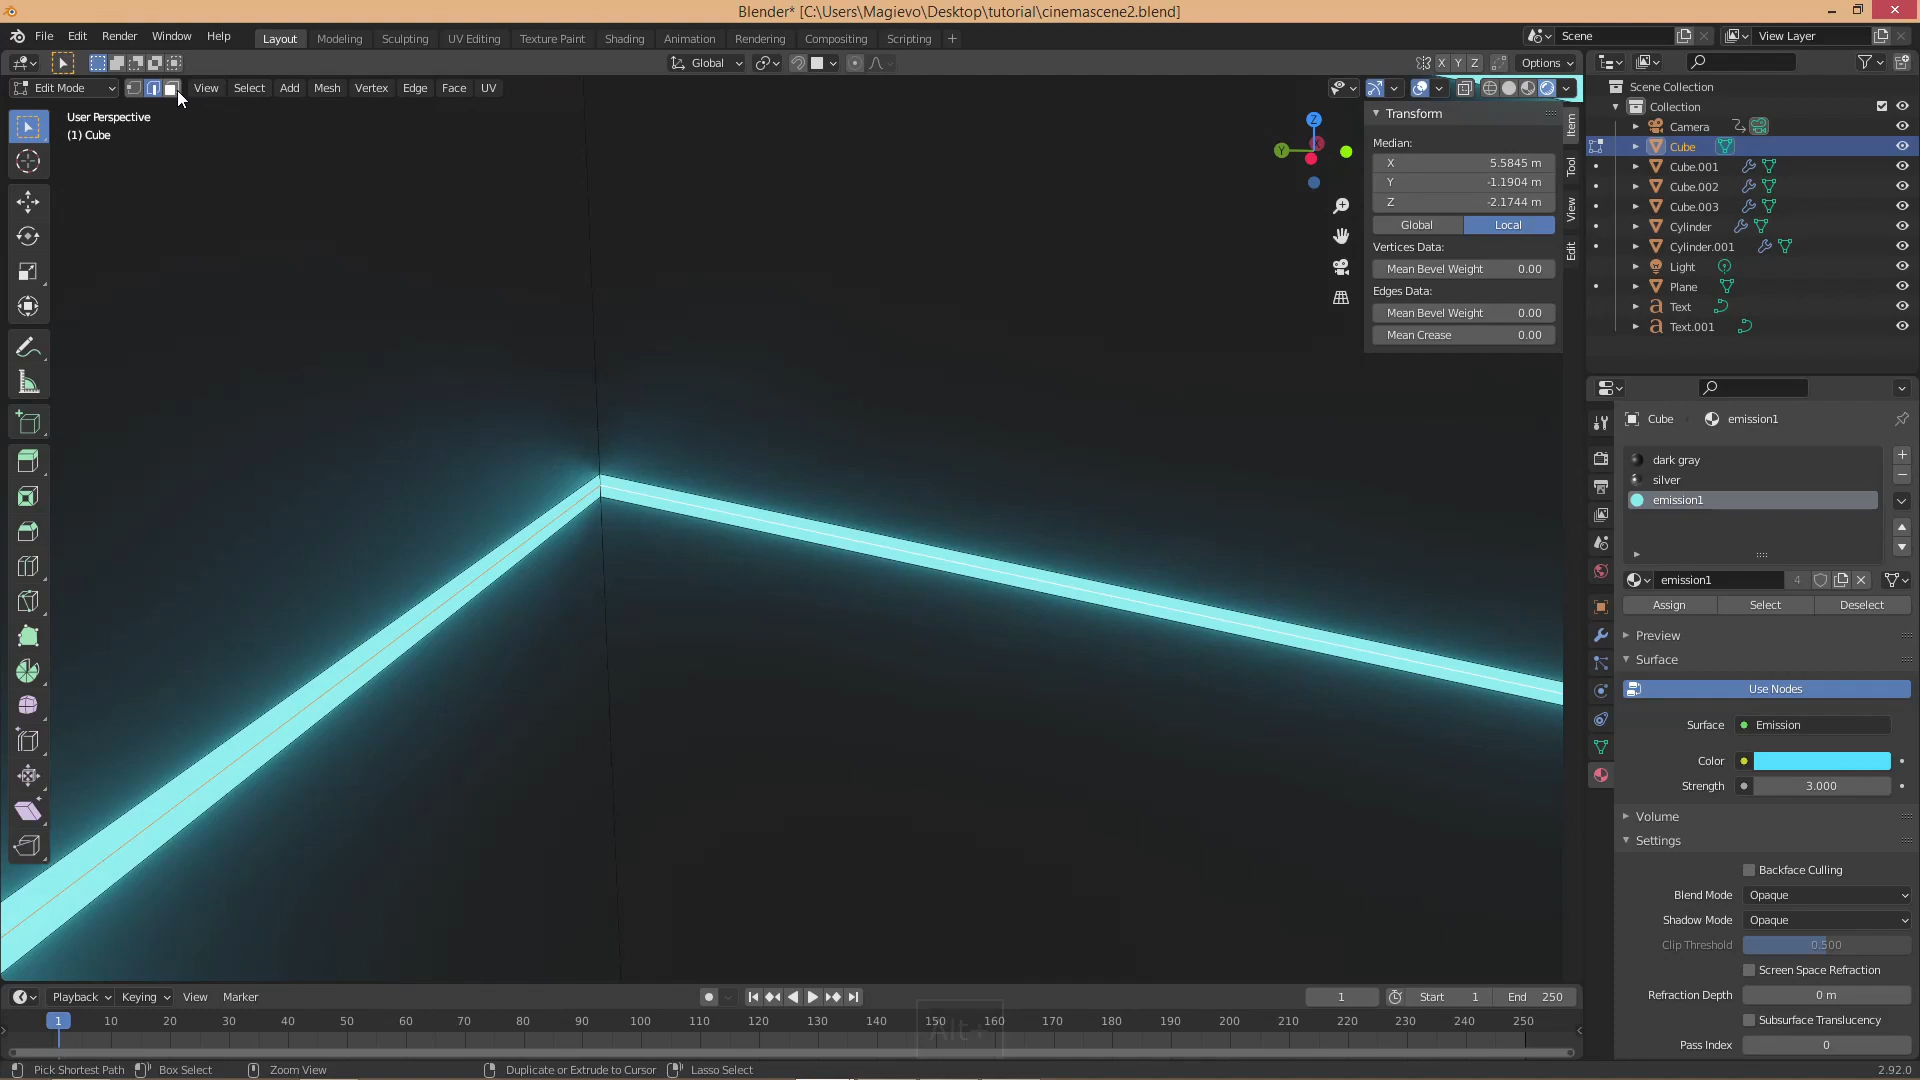 Blender* [C:\Users\Magievo\Desktop\tutorial\cinemascene2.blend]
File Edit Render Window Help
Layout Modeling Sculpting UV Editing Texture Paint Shading Animation Rendering Compositing Scripting +
Scene
View Layer
Global
X Y Z
Options
Edit Mode
View Select Add Mesh Vertex Edge Face UV
User Perspective
(1) Cube
Z
Y
X
Transform
Median:
X 5.5845 m
Y -1.1904 m
Z -2.1744 m
Global Local
Vertices Data:
Mean Bevel Weight 0.00
Edges Data:
Mean Bevel Weight 0.00
Mean Crease 0.00
Item
Tool
View
Edit
Scene Collection
Collection
Camera
Cube
Cube.001
Cube.002
Cube.003
Cylinder
Cylinder.001
Light
Plane
Text
Text.001
Cube emission1
dark gray
silver
emission1
emission1 4
Assign Select Deselect
Preview
Surface
Use Nodes
Surface Emission
Color
Strength 3.000
Volume
Settings
Backface Culling
Blend Mode Opaque
Shadow Mode Opaque
Clip Threshold 0.500
Screen Space Refraction
Refraction Depth 0 m
Subsurface Translucency
Pass Index 0
Playback Keying View Marker
1 Start 1 End 250
1 10 20 30 40 50 60 70 80 90 100 110 120 130 140 150 160 170 180 190 200 210 220 230 240 250
Alt+
Pick Shortest Path Box Select Zoom View Duplicate or Extrude to Cursor Lasso Select 2.92.0